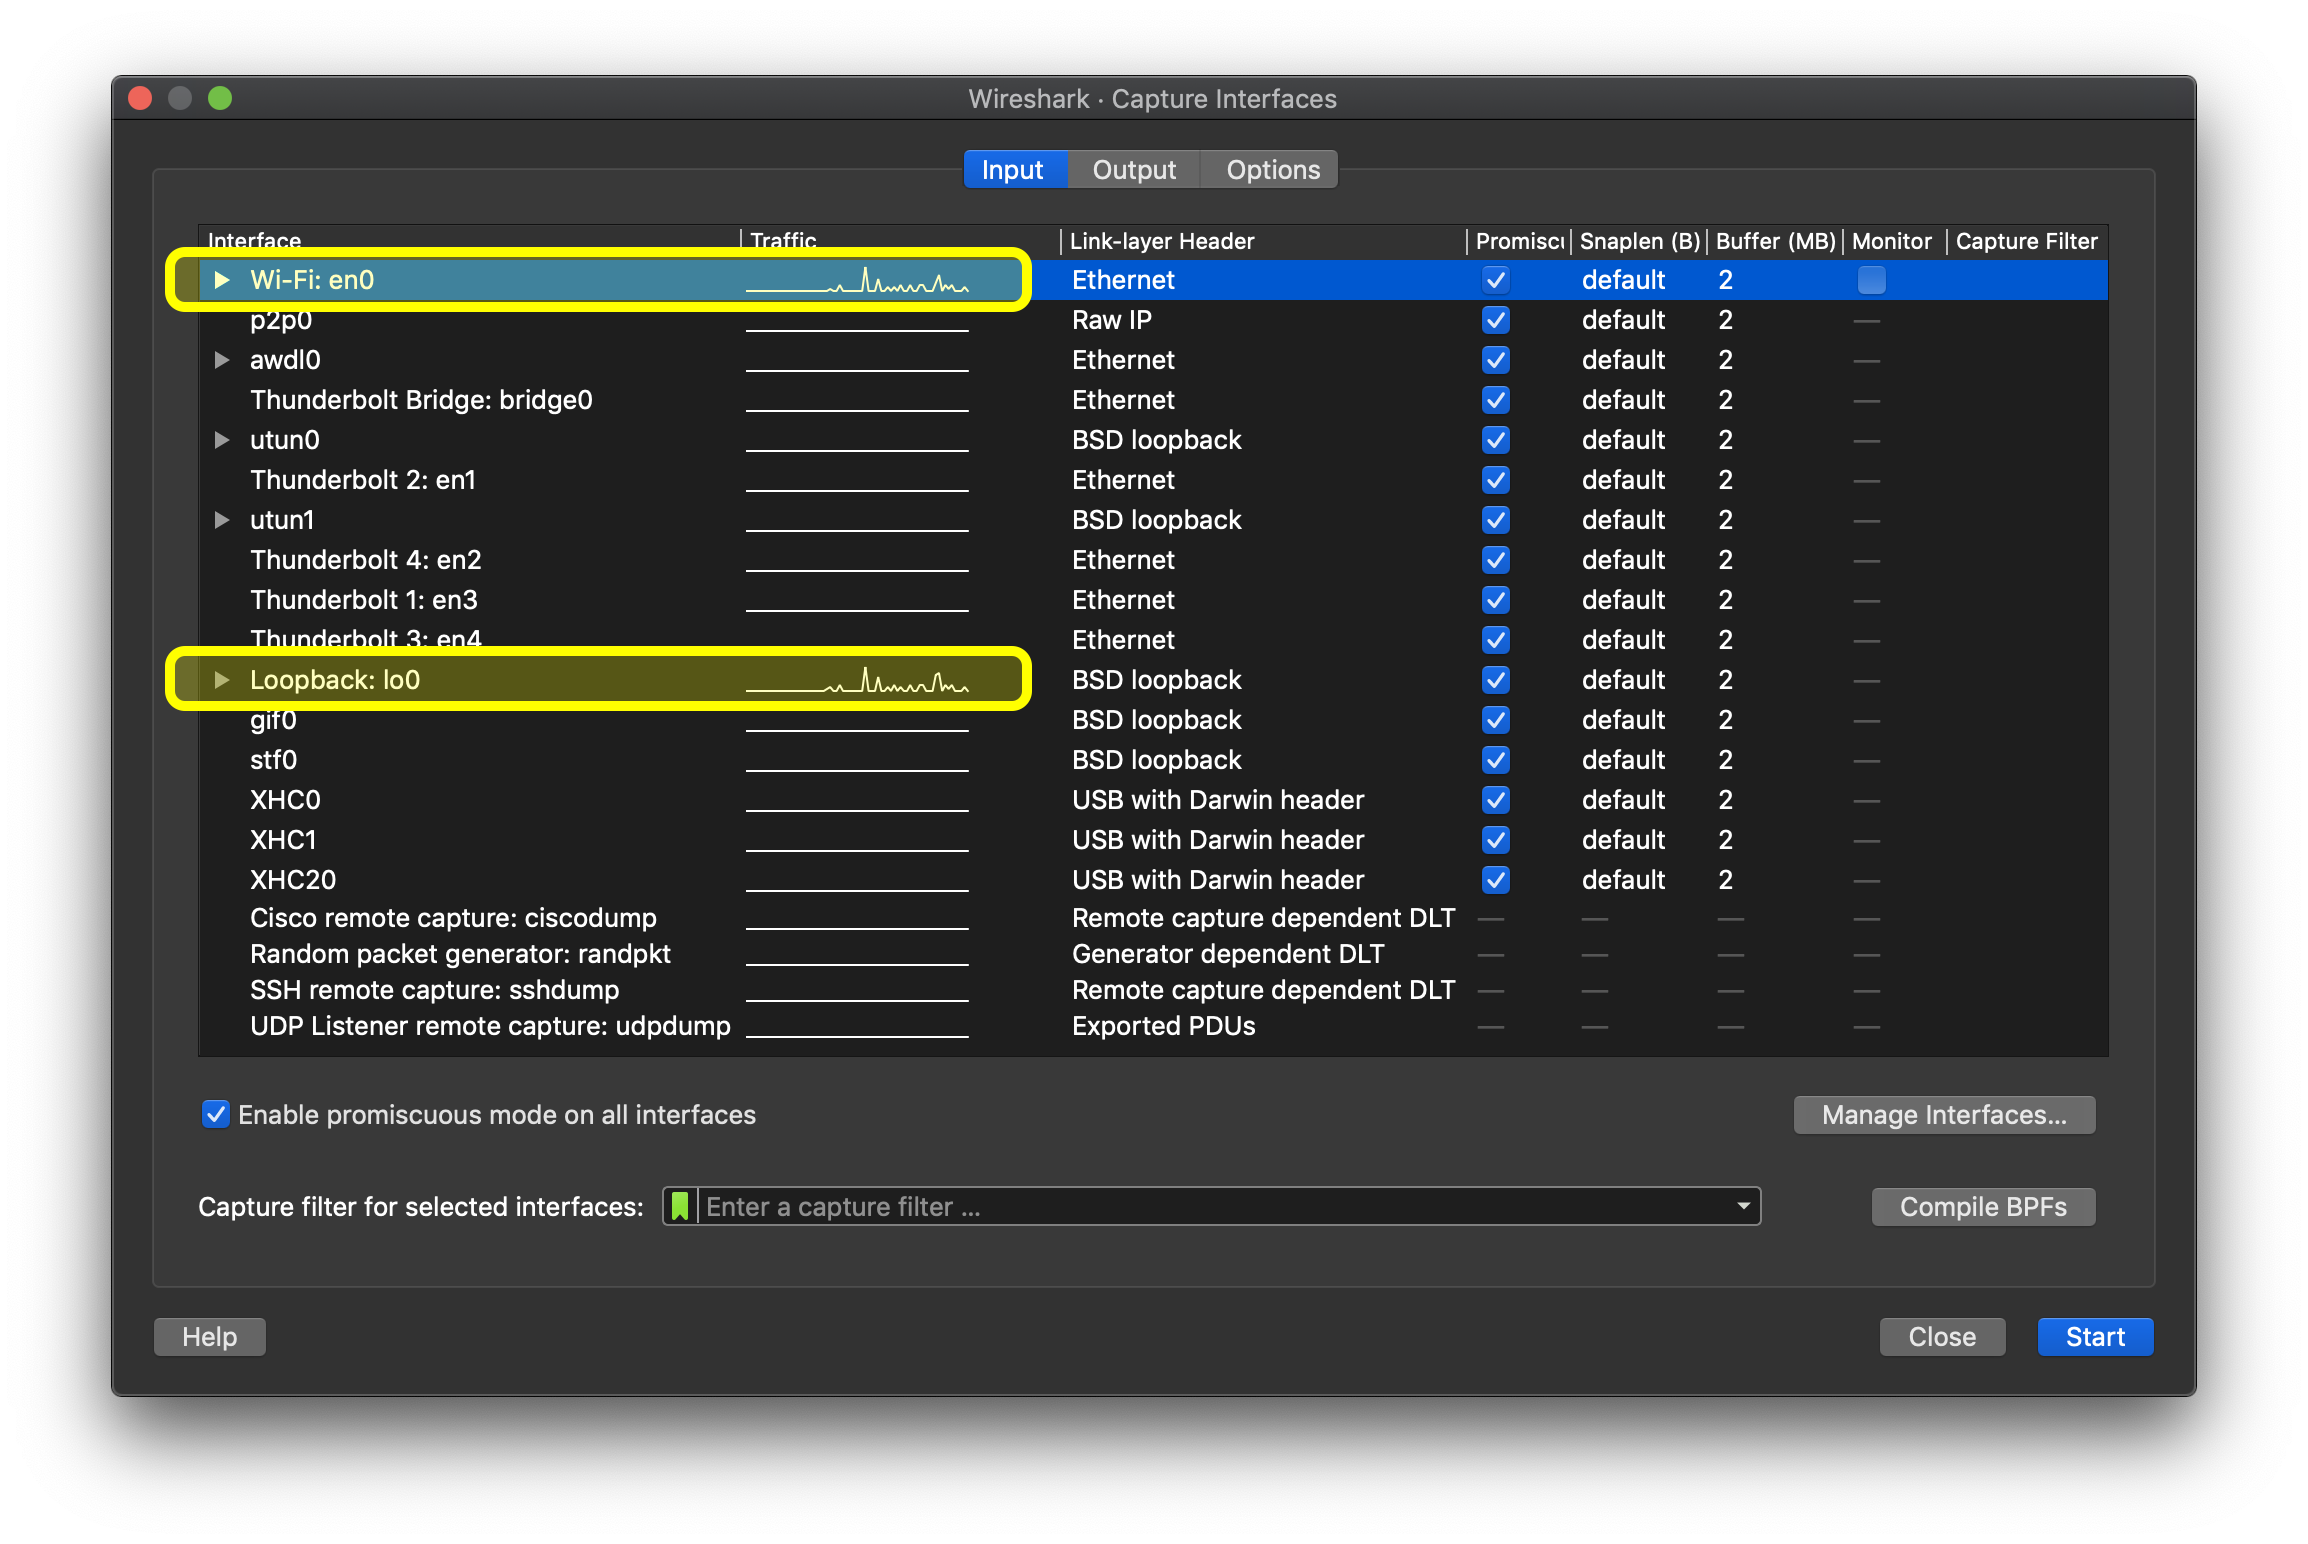 Wireshark · Capture Interfaces
Input Output Options
Interface Traffic Link-layer Header Promiscu Snaplen (B) Buffer (MB) Monitor Capture Filter
Wi-Fi: en0 Ethernet default 2
p2p0 Raw IP default 2 —
awdl0 Ethernet default 2 —
Thunderbolt Bridge: bridge0 Ethernet default 2 —
utun0 BSD loopback default 2 —
Thunderbolt 2: en1 Ethernet default 2 —
utun1 BSD loopback default 2 —
Thunderbolt 4: en2 Ethernet default 2 —
Thunderbolt 1: en3 Ethernet default 2 —
Thunderbolt 3: en4 Ethernet default 2 —
Loopback: lo0 BSD loopback default 2 —
gif0 BSD loopback default 2 —
stf0 BSD loopback default 2 —
XHC0 USB with Darwin header default 2 —
XHC1 USB with Darwin header default 2 —
XHC20 USB with Darwin header default 2 —
Cisco remote capture: ciscodump Remote capture dependent DLT — — — —
Random packet generator: randpkt Generator dependent DLT — — — —
SSH remote capture: sshdump Remote capture dependent DLT — — — —
UDP Listener remote capture: udpdump Exported PDUs — — — —
Enable promiscuous mode on all interfaces Manage Interfaces...
Capture filter for selected interfaces: Enter a capture filter ... Compile BPFs
Help Close Start